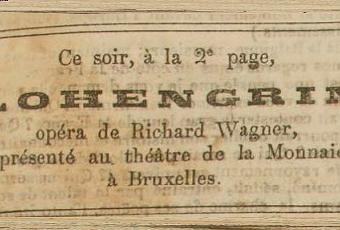 Ce soir, à la 2ᵉ page,
LOHENGRIN
opéra de Richard Wagner,
présenté au théâtre de la Monnaie
à Bruxelles.